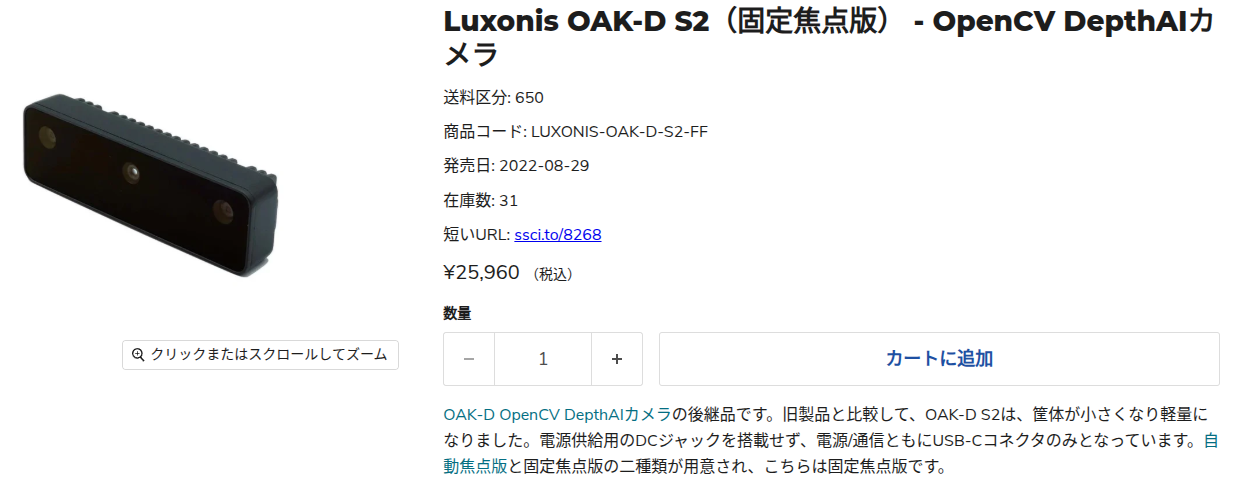 Luxonis OAK-D S2（固定焦点版） - OpenCV DepthAIカ
メラ
送料区分: 650
商品コード: LUXONIS-OAK-D-S2-FF
発売日: 2022-08-29
在庫数: 31
短いURL: ssci.to/8268
¥25,960 （税込）
数量
− 1 +
カートに追加
クリックまたはスクロールしてズーム
OAK-D OpenCV DepthAIカメラの後継品です。旧製品と比較して、OAK-D S2は、筐体が小さくなり軽量に
なりました。電源供給用のDCジャックを搭載せず、電源/通信ともにUSB-Cコネクタのみとなっています。自
動焦点版と固定焦点版の二種類が用意され、こちらは固定焦点版です。